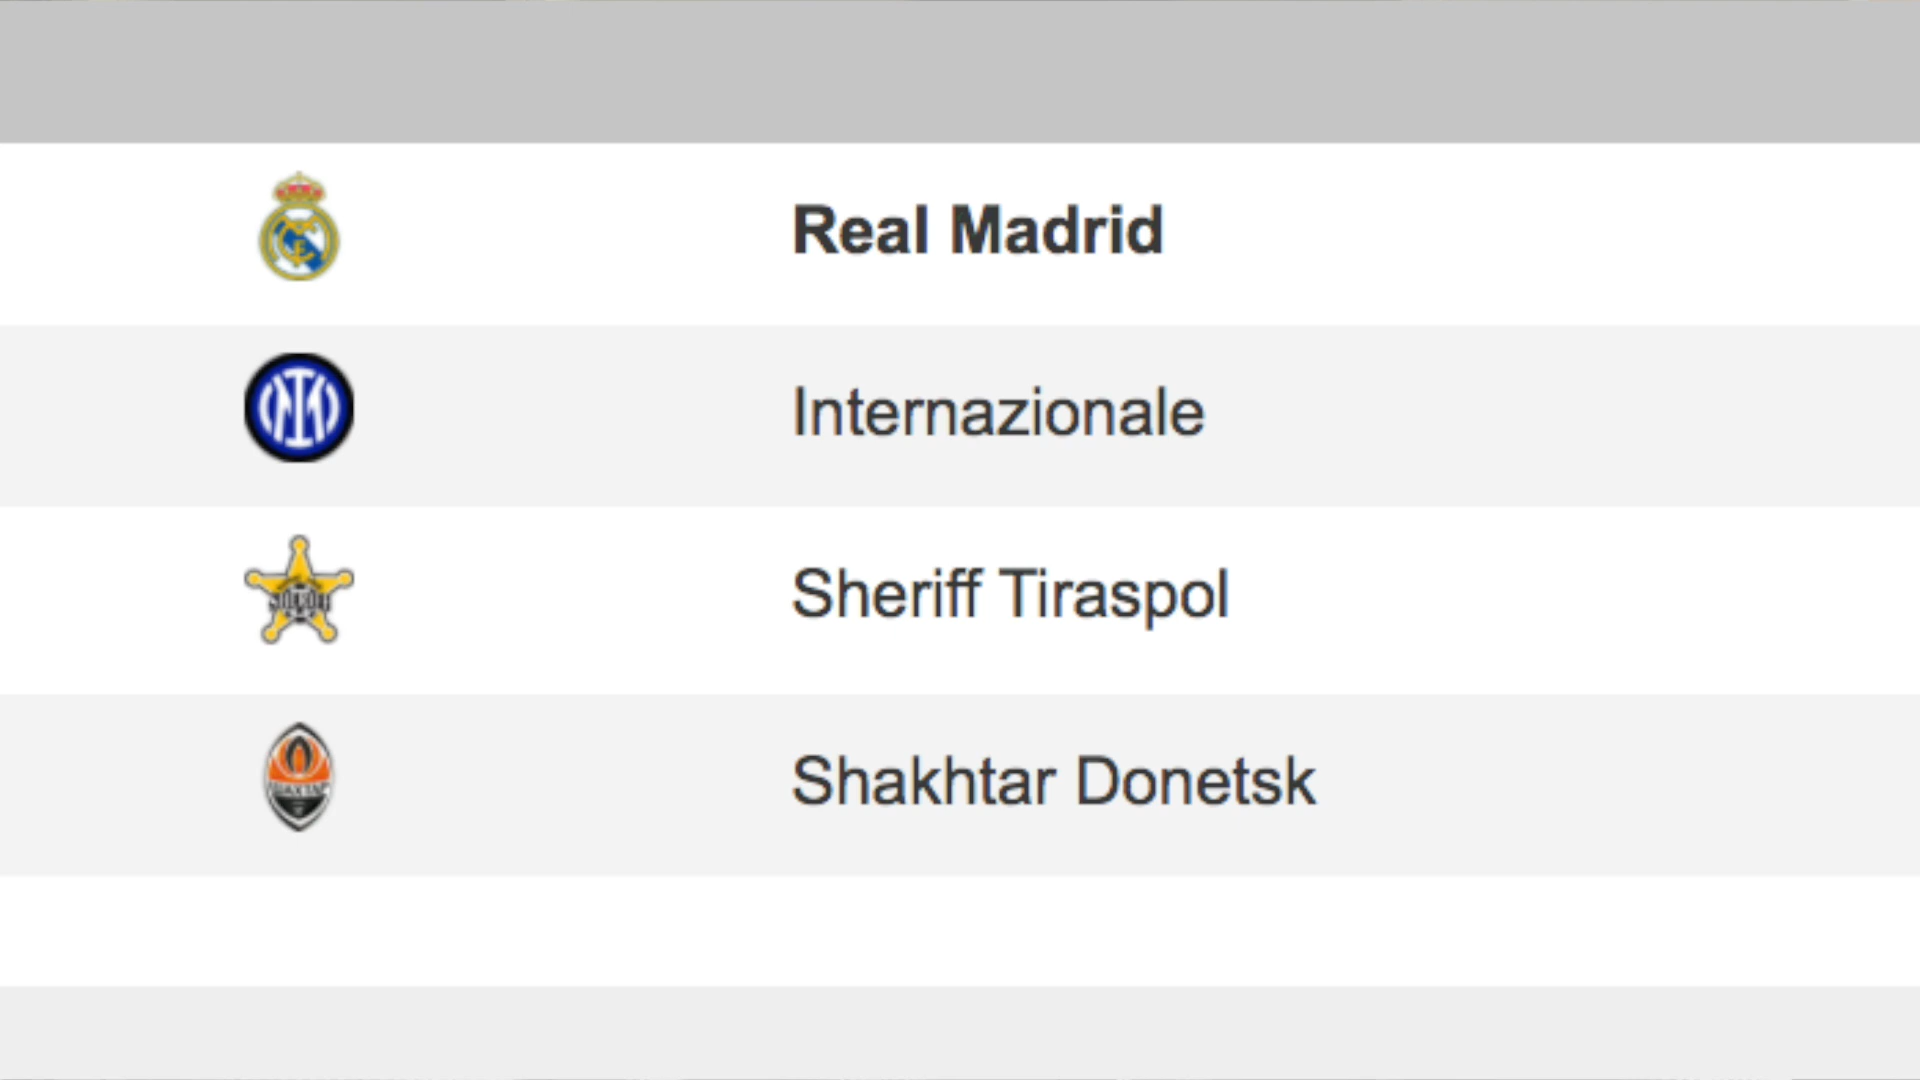 Real Madrid
Internazionale
Sheriff Tiraspol
Shakhtar Donetsk